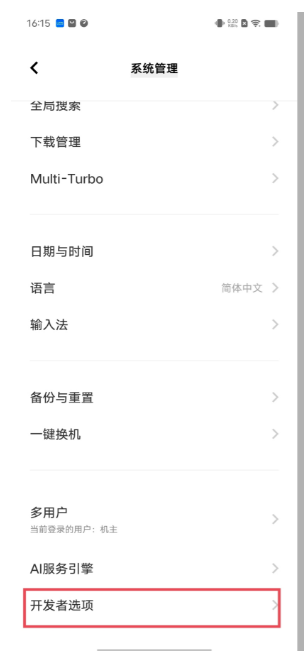 16:15
系统管理
全局搜索
下载管理
Multi-Turbo
日期与时间
语言 简体中文
输入法
备份与重置
一键换机
多用户
当前登录的用户：机主
AI服务引擎
开发者选项